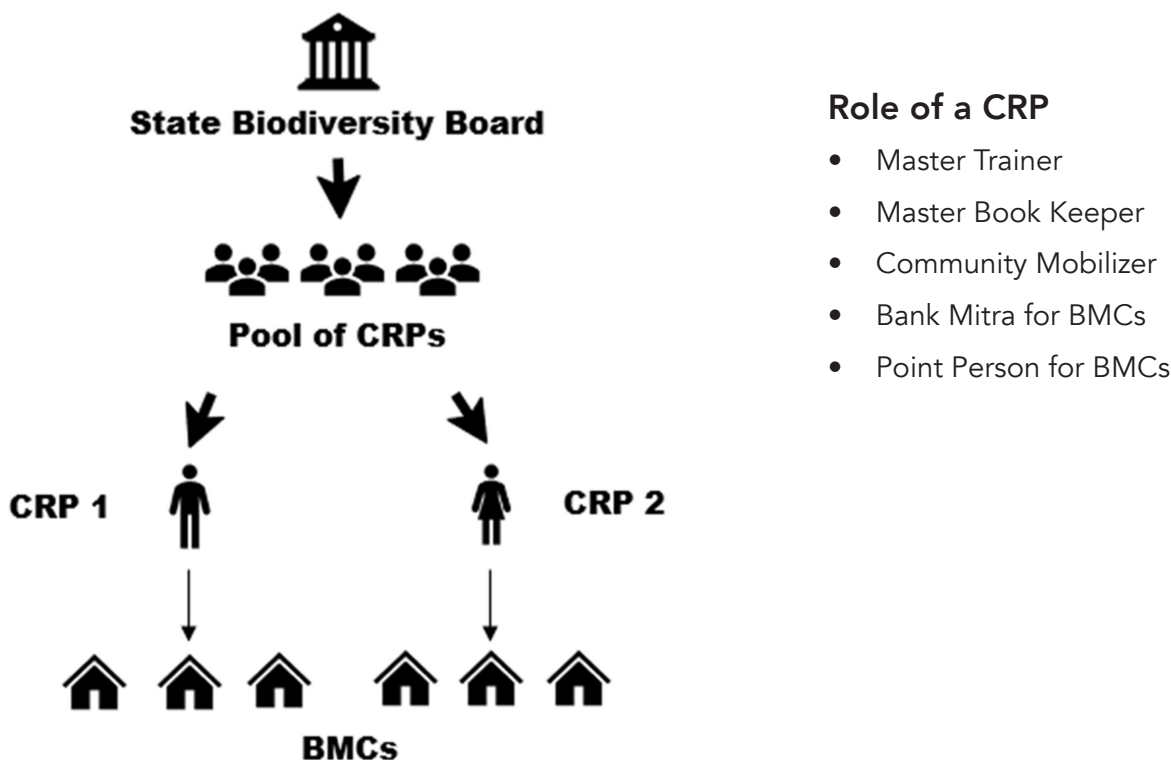 State Biodiversity Board
Pool of CRPs
CRP 1
CRP 2
BMCs
Role of a CRP
• Master Trainer
• Master Book Keeper
• Community Mobilizer
• Bank Mitra for BMCs
• Point Person for BMCs